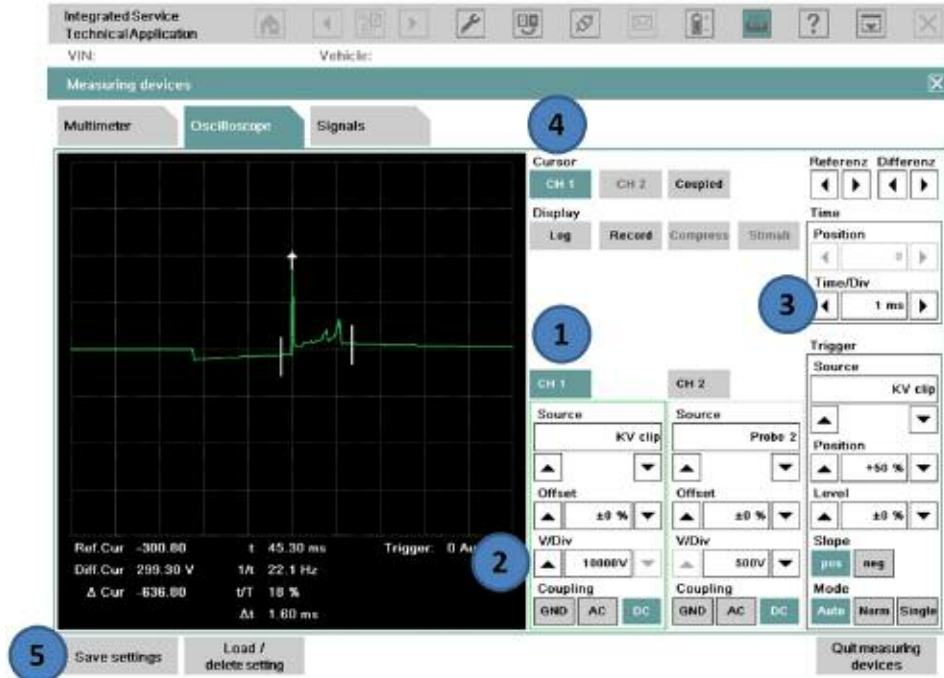 Integrated Service
Technical Application
VIN:
Vehicle:
Measuring devices
Multimeter
Oscilloscope
Signals
4
Cursor
CH 1
CH 2
Coupled
Referenz Differenz
Display
Log
Record
Compress
Stimuli
Time
Position
0
Time/Div
3
1 ms
1
CH 1
CH 2
Source
KV clip
Offset
±0 %
2
V/Div
10000V
Coupling
GND
AC
DC
Source
Probe 2
Offset
±0 %
V/Div
500V
Coupling
GND
AC
DC
Trigger
Source
KV clip
Position
+50 %
Level
±0 %
Slope
pos
neg
Mode
Auto
Norm
Single
Ref.Cur -300.80 t 45.30 ms Trigger: 0
Diff.Cur 299.30 V 1/t 22.1 Hz
Δ Cur -636.80 t/T 18 %
Δt 1.60 ms
5
Save settings
Load /
delete setting
Quit measuring
devices